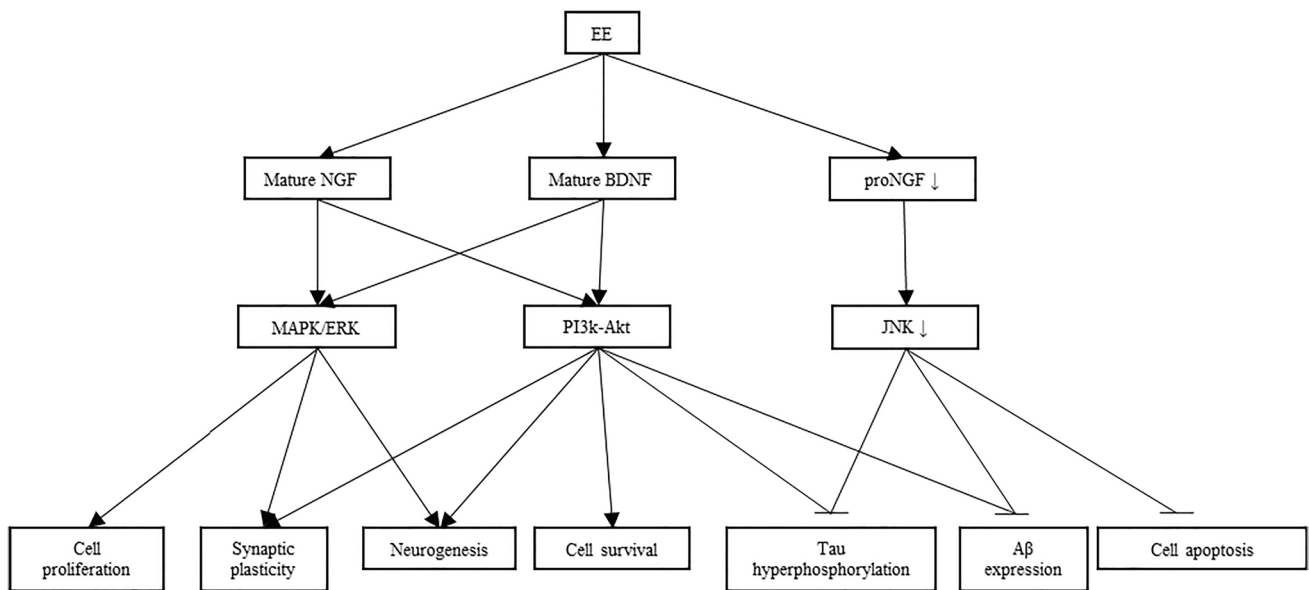 EE
Mature NGF
Mature BDNF
proNGF ↓
MAPK/ERK
PI3k-Akt
JNK ↓
Cell
proliferation
Synaptic
plasticity
Neurogenesis
Cell survival
Tau
hyperphosphorylation
Aβ
expression
Cell apoptosis